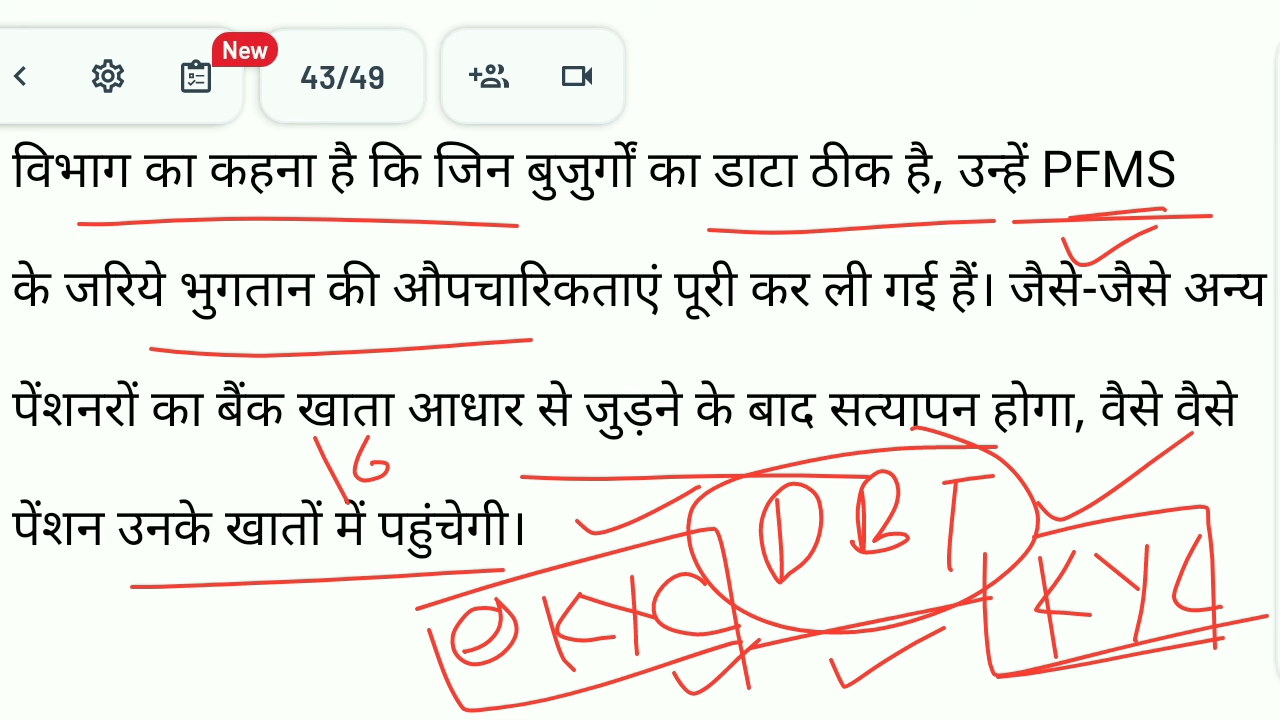 New
43/49
विभाग का कहना है कि जिन बुजुर्गों का डाटा ठीक है, उन्हें PFMS
के जरिये भुगतान की औपचारिकताएं पूरी कर ली गई हैं। जैसे-जैसे अन्य
पेंशनरों का बैंक खाता आधार से जुड़ने के बाद सत्यापन होगा, वैसे वैसे
पेंशन उनके खातों में पहुंचेगी।
DBT
eKYC
KYC